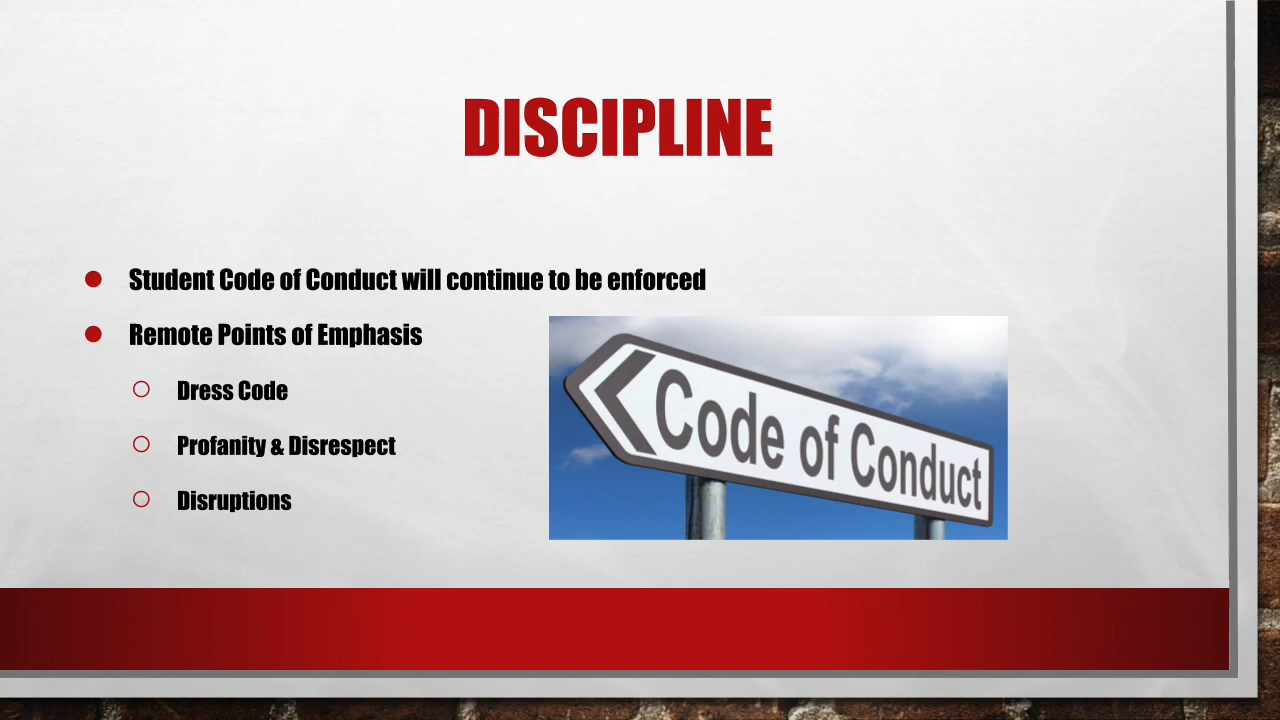 DISCIPLINE
Student Code of Conduct will continue to be enforced
Remote Points of Emphasis
Dress Code
Profanity & Disrespect
Disruptions
Code of Conduct